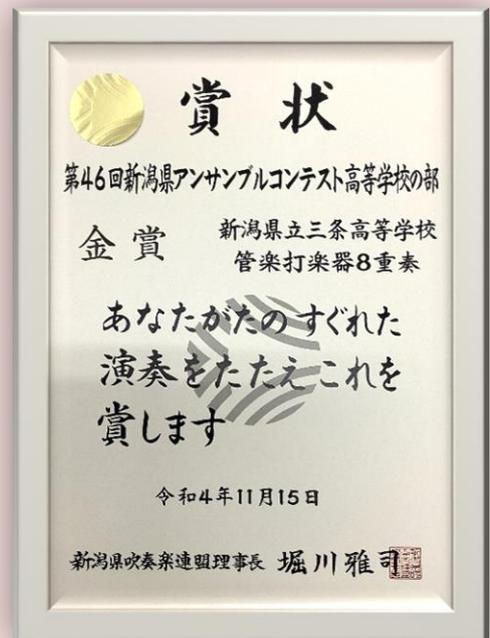 賞状
第46回新潟県アンサンブルコンテスト高等学校の部
金賞
新潟県立三条高等学校
管楽打楽器8重奏
あなたがたの すぐれた
演奏をたたえ これを
賞します
令和4年11月15日
新潟県吹奏楽連盟理事長 堀川雅司